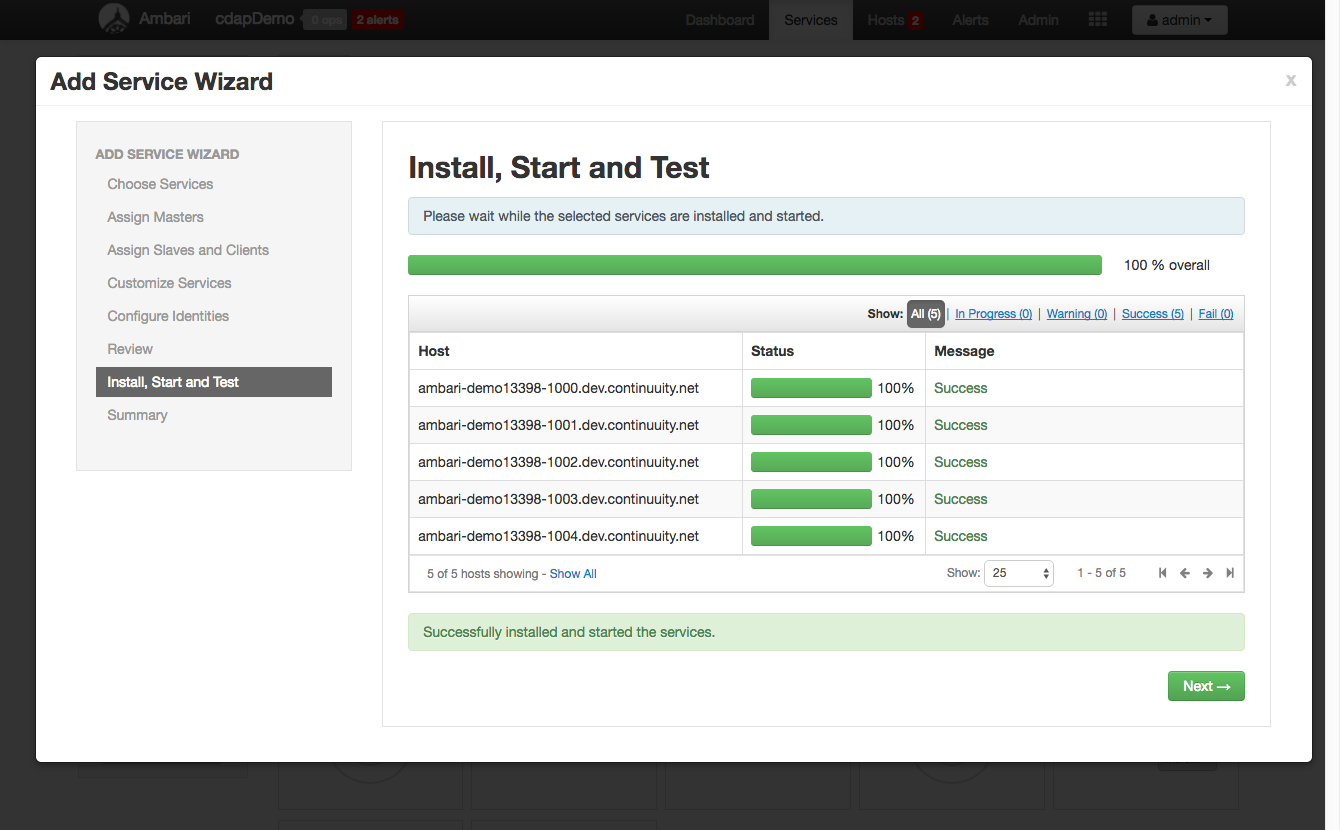 Ambari cdapDemo 0 ops 2 alerts Dashboard Services Hosts 2 Alerts Admin admin
Add Service Wizard x
ADD SERVICE WIZARD
Choose Services
Assign Masters
Assign Slaves and Clients
Customize Services
Configure Identities
Review
Install, Start and Test
Summary
Install, Start and Test
Please wait while the selected services are installed and started.
100 % overall
Show: All (5) | In Progress (0) | Warning (0) | Success (5) | Fail (0)
Host Status Message
ambari-demo13398-1000.dev.continuuity.net 100% Success
ambari-demo13398-1001.dev.continuuity.net 100% Success
ambari-demo13398-1002.dev.continuuity.net 100% Success
ambari-demo13398-1003.dev.continuuity.net 100% Success
ambari-demo13398-1004.dev.continuuity.net 100% Success
5 of 5 hosts showing - Show All Show: 25 1 - 5 of 5
Successfully installed and started the services.
Next →